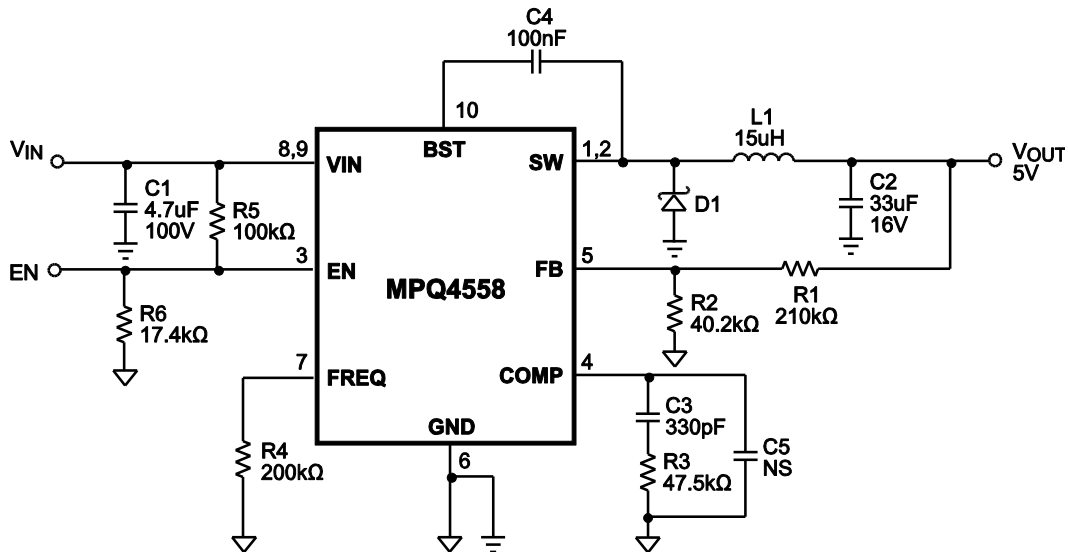 C4
100nF
10
BST
VIN
8,9
VIN
SW
1,2
L1
15uH
VOUT
5V
C1
4.7uF
100V
R5
100kΩ
D1
C2
33uF
16V
EN
3
EN
FB
5
MPQ4558
R6
17.4kΩ
R2
40.2kΩ
R1
210kΩ
7
FREQ
COMP
4
GND
6
R4
200kΩ
C3
330pF
R3
47.5kΩ
C5
NS